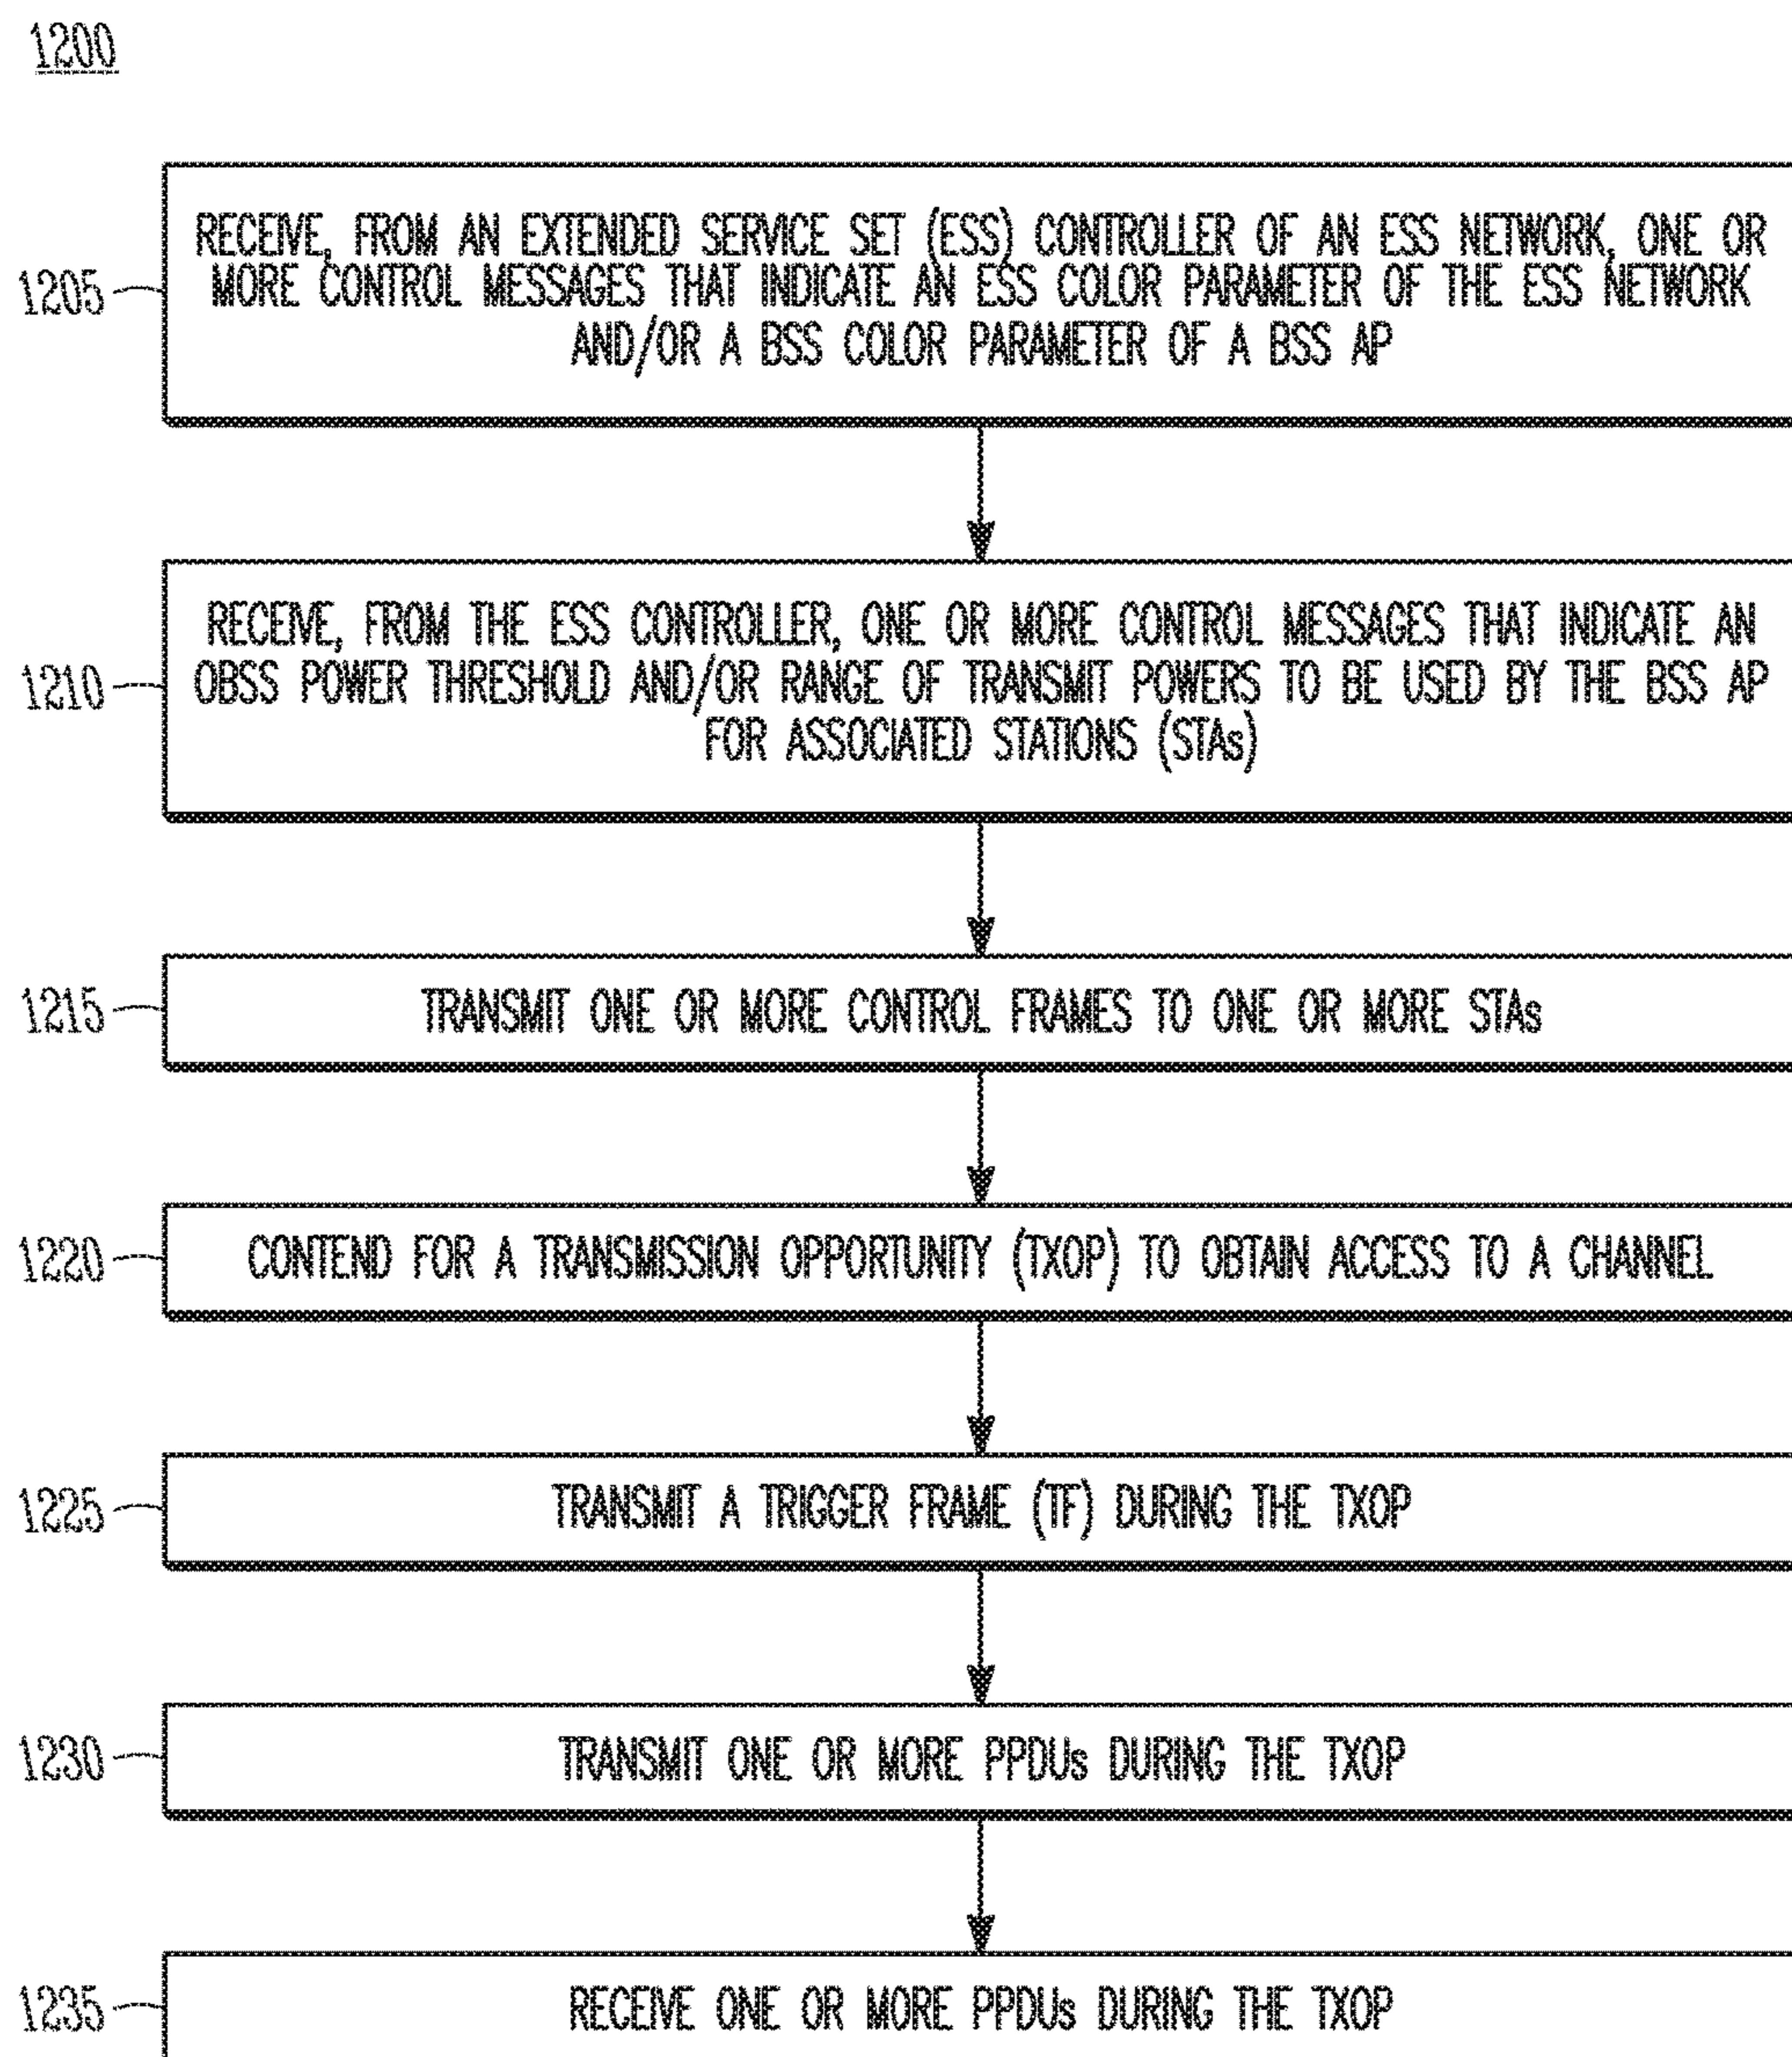 1200
1205
RECEIVE, FROM AN EXTENDED SERVICE SET (ESS) CONTROLLER OF AN ESS NETWORK, ONE OR
MORE CONTROL MESSAGES THAT INDICATE AN ESS COLOR PARAMETER OF THE ESS NETWORK
AND/OR A BSS COLOR PARAMETER OF A BSS AP
1210
RECEIVE, FROM THE ESS CONTROLLER, ONE OR MORE CONTROL MESSAGES THAT INDICATE AN
OBSS POWER THRESHOLD AND/OR RANGE OF TRANSMIT POWERS TO BE USED BY THE BSS AP
FOR ASSOCIATED STATIONS (STAs)
1215
TRANSMIT ONE OR MORE CONTROL FRAMES TO ONE OR MORE STAs
1220
CONTEND FOR A TRANSMISSION OPPORTUNITY (TXOP) TO OBTAIN ACCESS TO A CHANNEL
1225
TRANSMIT A TRIGGER FRAME (TF) DURING THE TXOP
1230
TRANSMIT ONE OR MORE PPDUs DURING THE TXOP
1235
RECEIVE ONE OR MORE PPDUs DURING THE TXOP